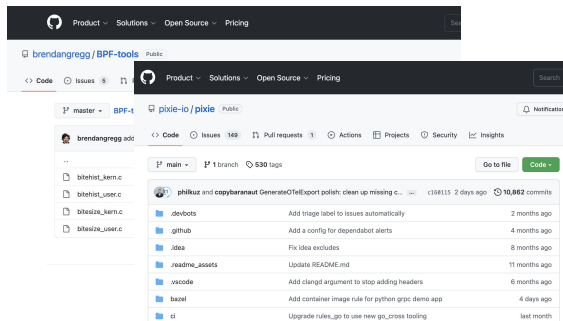 Product Solutions Open Source Pricing
Sea
brendangregg / BPF-tools Public
Code Issues 5
master BPF-t
brendangregg add
..
bitehist_kern.c
bitehist_user.c
bitesize_kern.c
bitesize_user.c
Product Solutions Open Source Pricing
Search
pixie-io / pixie Public
Notification
Code Issues 149 Pull requests 1 Actions Projects Security Insights
main 1 branch 530 tags
Go to file Code
philkuz and copybaranaut GenerateOTelExport polish: clean up missing c... ... c160115 2 days ago 10,862 commits
.devbots Add triage label to issues automatically 2 months ago
.github Add a config for dependabot alerts 4 months ago
.idea Fix idea excludes 8 months ago
.readme_assets Update README.md 11 months ago
.vscode Add clangd argument to stop adding headers 6 months ago
bazel Add container image rule for python grpc demo app 4 days ago
ci Upgrade rules_go to use new go_cross tooling last month